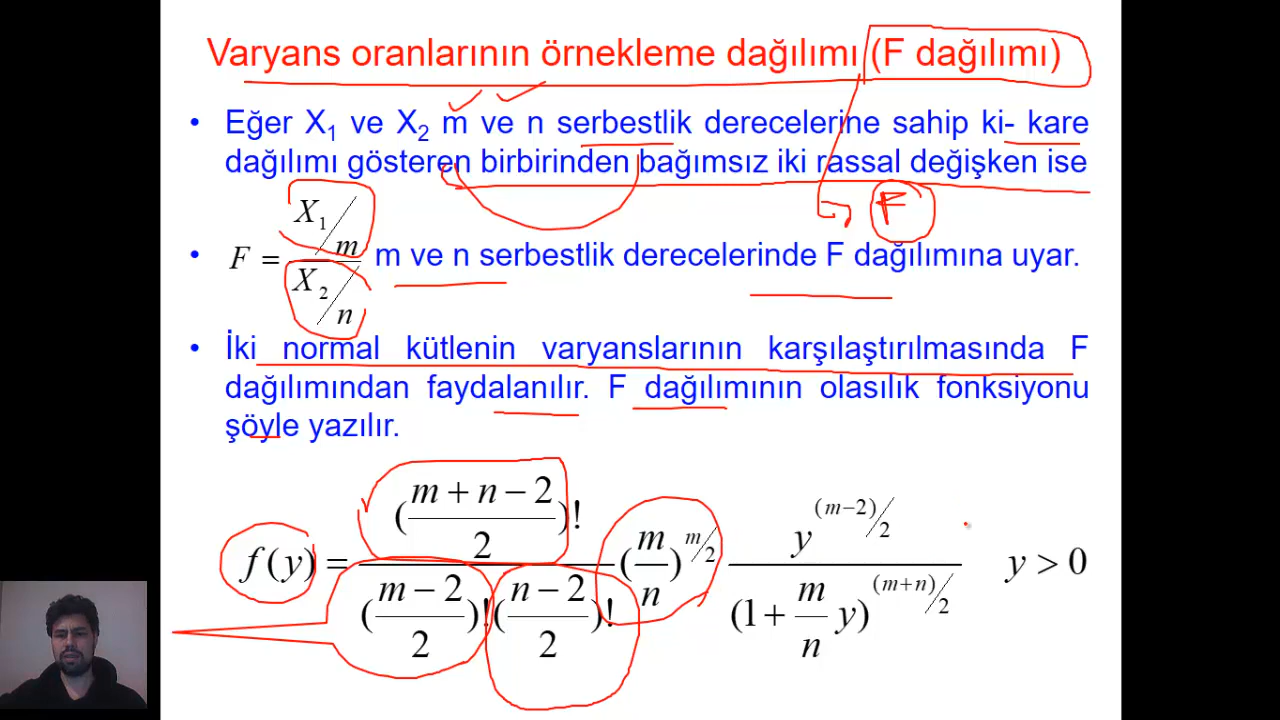 Varyans oranlarının örnekleme dağılımı (F dağılımı)
• Eğer X₁ ve X₂ m ve n serbestlik derecelerine sahip ki- kare
dağılımı gösteren birbirinden bağımsız iki rassal değişken ise
F
• F = (X₁/m)/(X₂/n) m ve n serbestlik derecelerinde F dağılımına uyar.
• İki normal kütlenin varyanslarının karşılaştırılmasında F
dağılımından faydalanılır. F dağılımının olasılık fonksiyonu
şöyle yazılır.
f(y) = ((m+n−2)/2)! / (((m−2)/2)!((n−2)/2)!) (m/n)^(m/2) y^((m−2)/2) / (1+(m/n)y)^((m+n)/2) y > 0